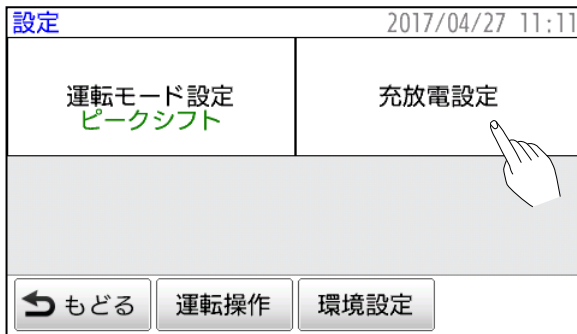 設定 2017/04/27 11:11
運転モード設定
ピークシフト
充放電設定
もどる 運転操作 環境設定